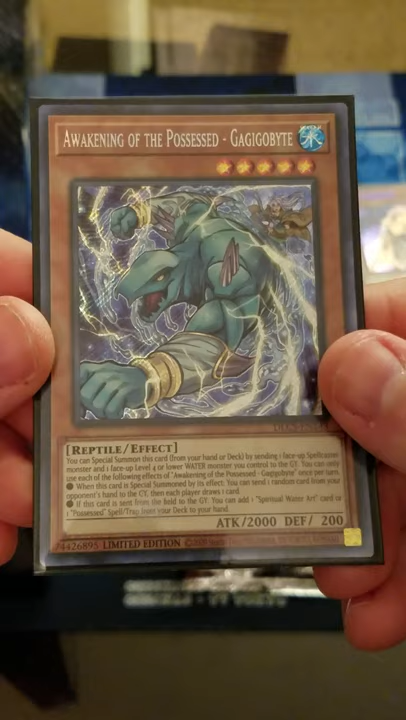 AWAKENING OF THE POSSESSED - GAGIGOBYTE
水
[REPTILE/EFFECT]
You can Special Summon this card (from your hand or Deck) by sending 1 face-up Spellcaster
monster and 1 face-up Level 4 or lower WATER monster you control to the GY. You can only
use each of the following effects of "Awakening of the Possessed - Gagigobyte" once per turn.
● When this card is Special Summoned by its effect: You can send 1 random card from your
opponent's hand to the GY, then each player draws 1 card.
● If this card is sent from the field to the GY: You can add 1 "Spiritual Water Art" card or
1 "Possessed" Spell/Trap from your Deck to your hand.
ATK/2000 DEF/ 200
74426895 LIMITED EDITION